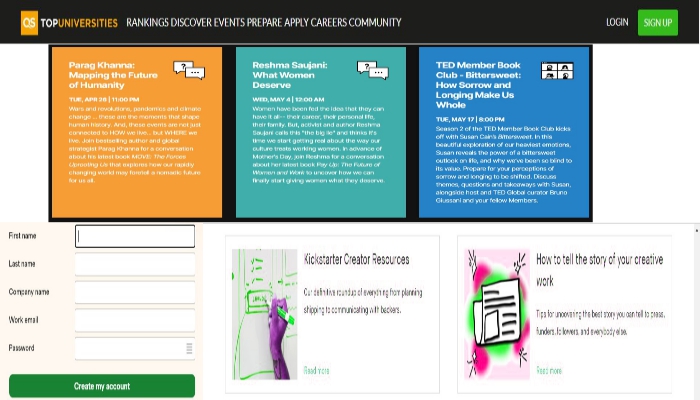 QS TOPUNIVERSITIES RANKINGS DISCOVER EVENTS PREPARE APPLY CAREERS COMMUNITY LOGIN SIGN UP
Parag Khanna:
Mapping the Future
of Humanity
TUE, APR 26 | 11:00 PM
Wars and revolutions, pandemics and climate
change ... these are the moments that shape
human history. And, these events are not just
connected to HOW we live... but WHERE
we live. Join bestselling author and global
strategist Parag Khanna for a conversation
about his latest book MOVE: The Forces
Uprooting Us that explores how our rapidly
changing world may foretell a nomadic future
for us all.
Reshma Saujani:
What Women
Deserve
WED, MAY 4 | 12:00 AM
Women have been fed the idea that they can
have it all— their career, their personal life,
their family. But, activist and author Reshma
Saujani calls this "the big lie" and thinks it's
time we start getting real about the way our
culture treats working women. In advance of
Mother's Day, join Reshma for a conversation
about her latest book Pay Up: The Future of
Women and Work to uncover how we can
finally start giving women what they deserve.
TED Member Book
Club - Bittersweet:
How Sorrow and
Longing Make Us
Whole
TUE, MAY 17 | 8:00 PM
Season 2 of the TED Member Book Club kicks
off with Susan Cain's Bittersweet. In this
beautiful exploration of our heaviest emotions,
Susan reveals the power of a bittersweet
outlook on life, and why we've been so blind to
its value. Prepare for your perceptions of
sorrow and longing to be shifted. Discuss
themes, questions and takeaways with Susan,
alongside host and TED Global curator Bruno
Giussani and your fellow Members.
First name
Last name
Company name
Work email
Password
Create my account
Kickstarter Creator Resources
Our definitive roundup of everything from planning
shipping to communicating with backers.
Read more
How to tell the story of your creative
work
Tips for uncovering the best story you can tell to press,
funders, followers, and everybody else.
Read more